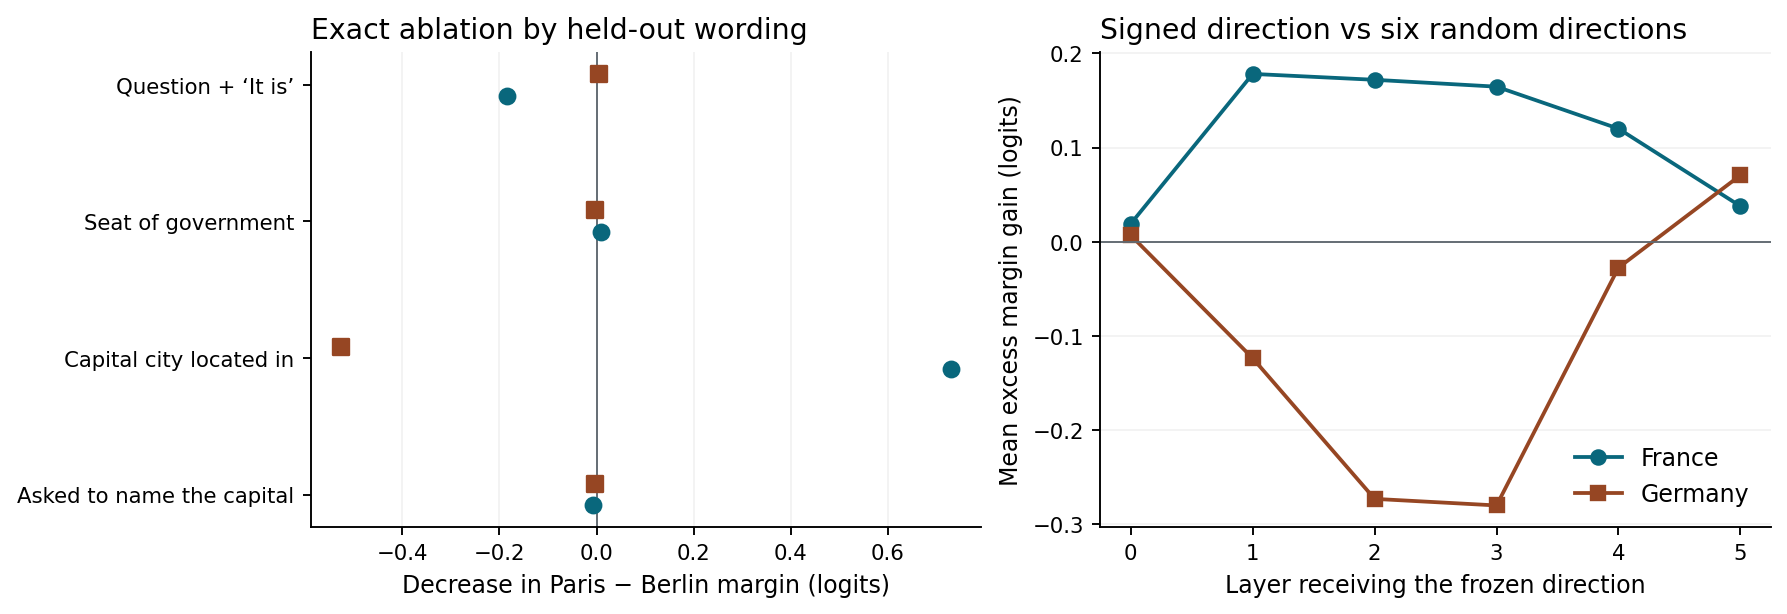 Exact ablation by held-out wording
Question + ‘It is’
Seat of government
Capital city located in
Asked to name the capital
−0.4 −0.2 0.0 0.2 0.4 0.6
Decrease in Paris − Berlin margin (logits)
Signed direction vs six random directions
Mean excess margin gain (logits)
0.2
0.1
0.0
−0.1
−0.2
−0.3
France
Germany
0 1 2 3 4 5
Layer receiving the frozen direction